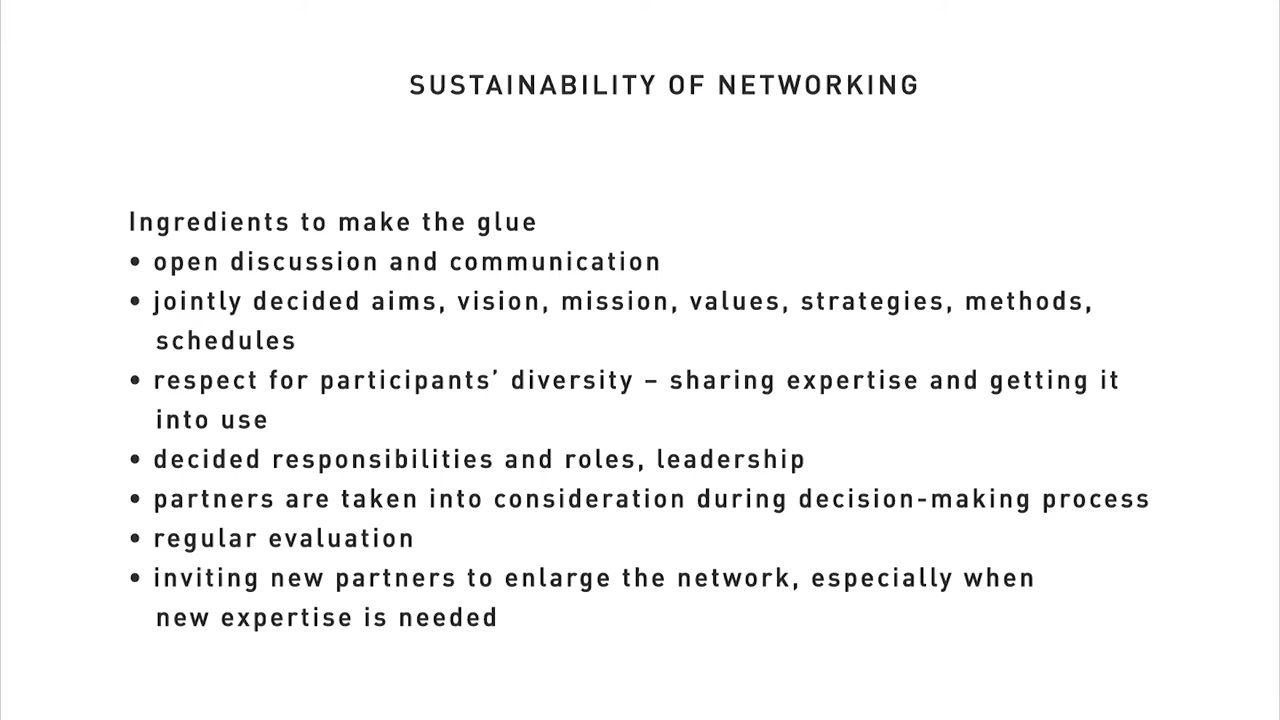 SUSTAINABILITY OF NETWORKING
Ingredients to make the glue
• open discussion and communication
• jointly decided aims, vision, mission, values, strategies, methods,
schedules
• respect for participants’ diversity – sharing expertise and getting it
into use
• decided responsibilities and roles, leadership
• partners are taken into consideration during decision-making process
• regular evaluation
• inviting new partners to enlarge the network, especially when
new expertise is needed